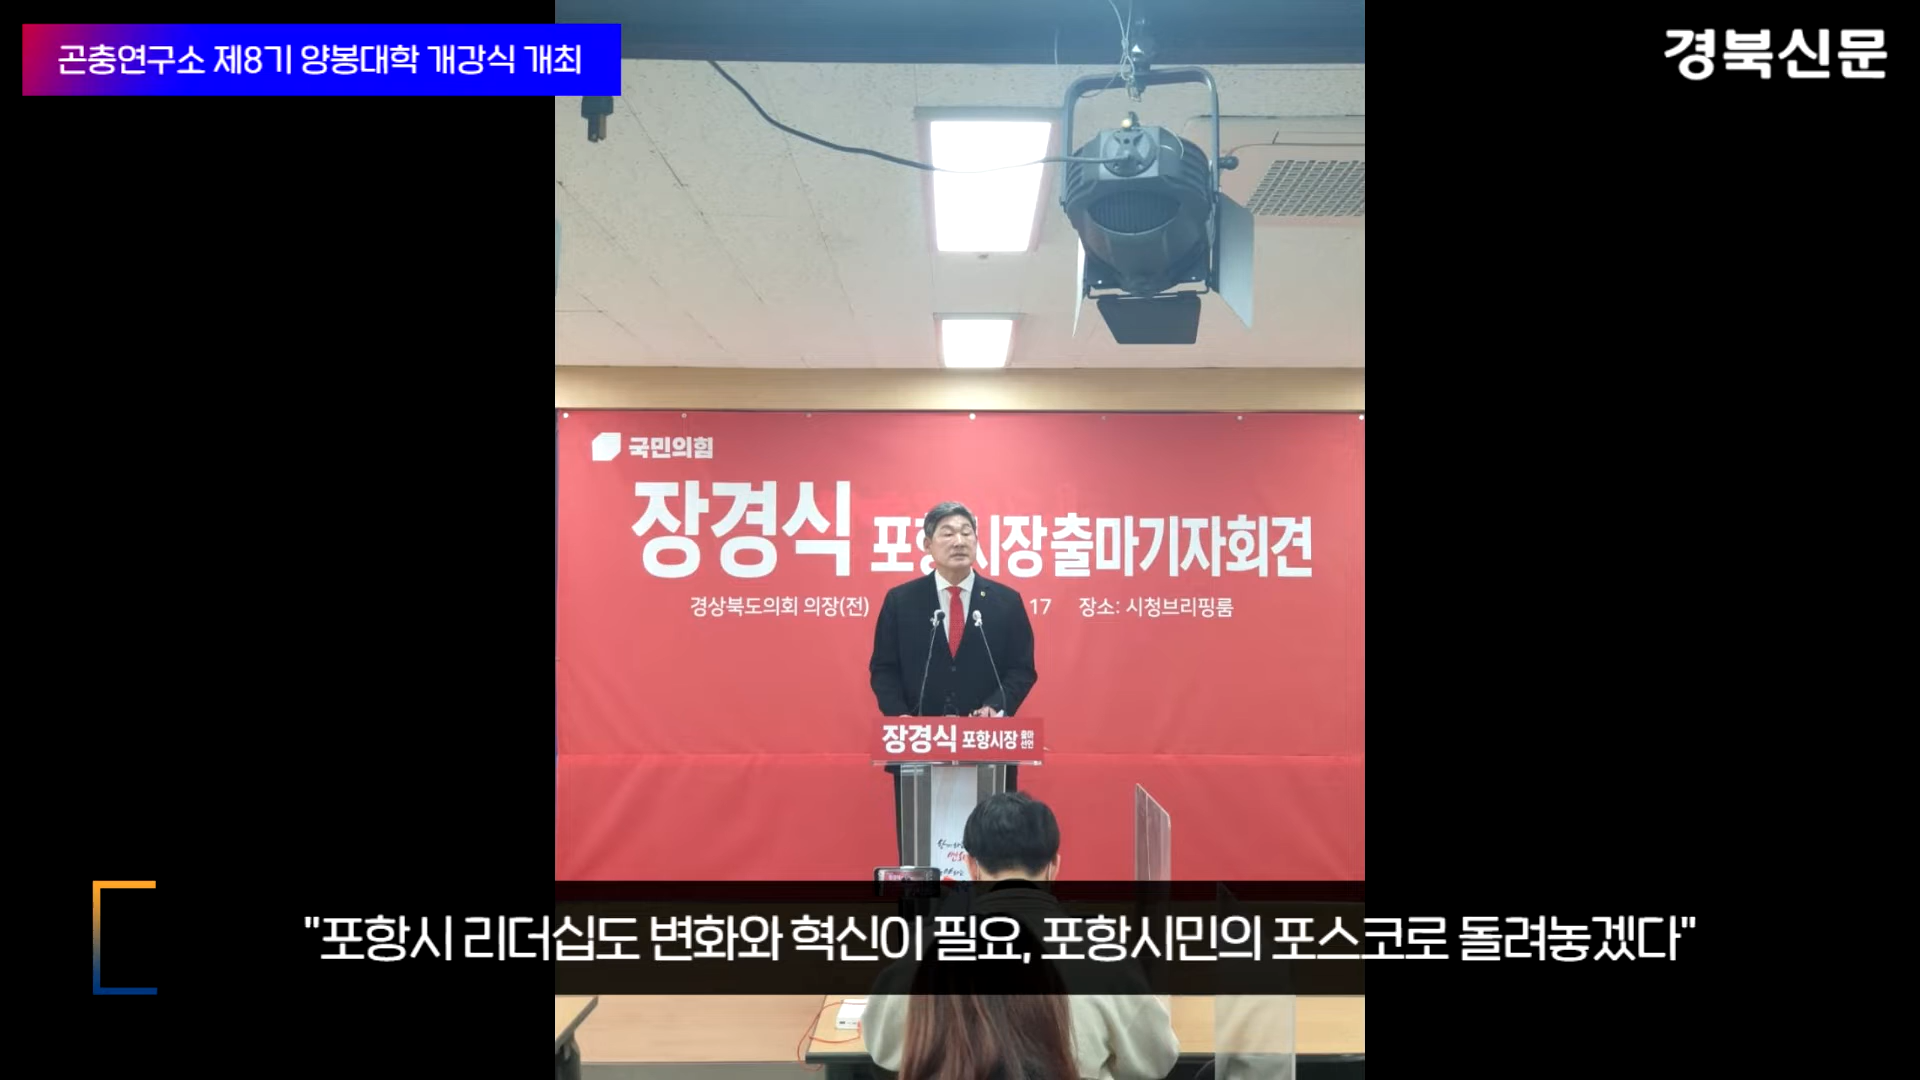 곤충연구소 제8기 양봉대학 개강식 개최
경북신문
국민의힘
장경식 포항시장출마기자회견
경상북도의회 의장(전) 17 장소: 시청브리핑룸
장경식 포항시장 출마선언
"포항시 리더십도 변화와 혁신이 필요, 포항시민의 포스코로 돌려놓겠다"